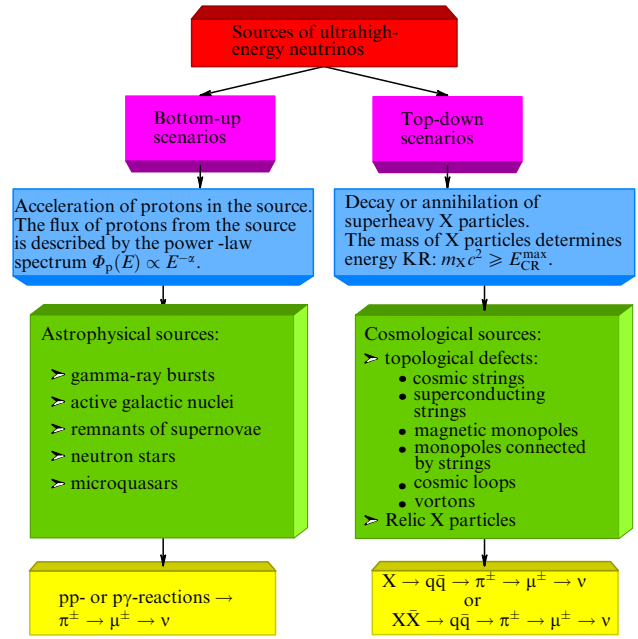 Sources of ultrahigh-
energy neutrinos
Bottom-up
scenarios
Top-down
scenarios
Acceleration of protons in the source.
The flux of protons from the source
is described by the power -law
spectrum Φp(E) ∝ E^−α.
Decay or annihilation of
superheavy X particles.
The mass of X particles determines
energy KR: mXc² ⩾ E^max_CR.
Astrophysical sources:
➢ gamma-ray bursts
➢ active galactic nuclei
➢ remnants of supernovae
➢ neutron stars
➢ microquasars
Cosmological sources:
➢ topological defects:
• cosmic strings
• superconducting
strings
• magnetic monopoles
• monopoles connected
by strings
• cosmic loops
• vortons
➢ Relic X particles
pp- or pγ-reactions →
π± → μ± → ν
X → qq̄ → π± → μ± → ν
or
XX̄ → qq̄ → π± → μ± → ν